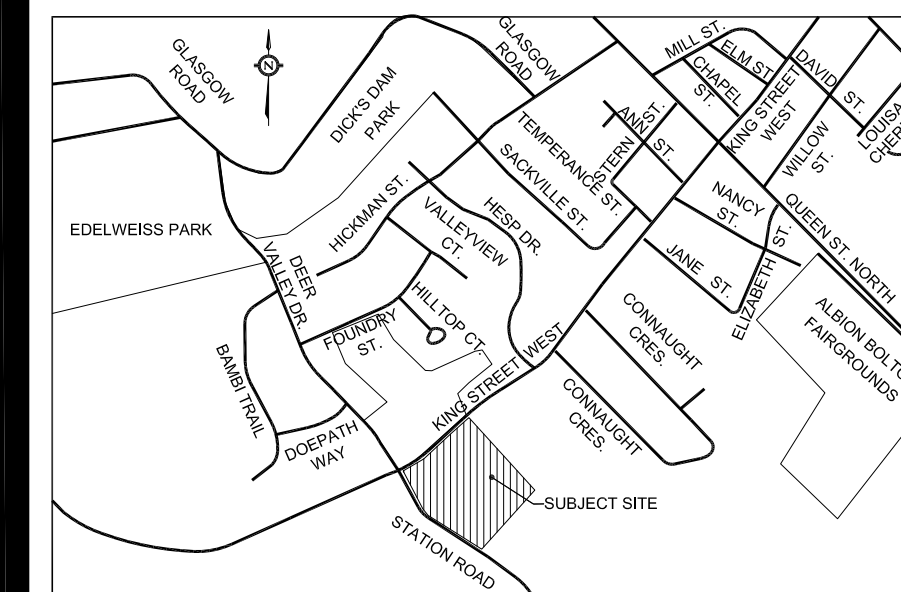 GLASGOW
ROAD
N
DICK'S DAM
PARK
GLASGOW
ROAD
MILL ST.
ELM ST
CHAPEL
ST.
DAVID
ST.
KING STREET
WEST
LOUISA
CHER
WILLOW
ST.
ANN ST.
STERN ST.
TEMPERANCE ST.
SACKVILLE ST.
NANCY
ST.
QUEEN ST. NORTH
HICKMAN ST.
VALLEYVIEW
CT.
HESP DR.
EDELWEISS PARK
DEER
VALLEY DR.
JANE ST.
ELIZABETH ST.
FOUNDRY
ST.
HILLTOP CT.
CONNAUGHT
CRES.
ALBION BOLTO
FAIRGROUNDS
BAMBI TRAIL
KING STREET WEST
CONNAUGHT
CRES.
DOEPATH
WAY
SUBJECT SITE
STATION ROAD